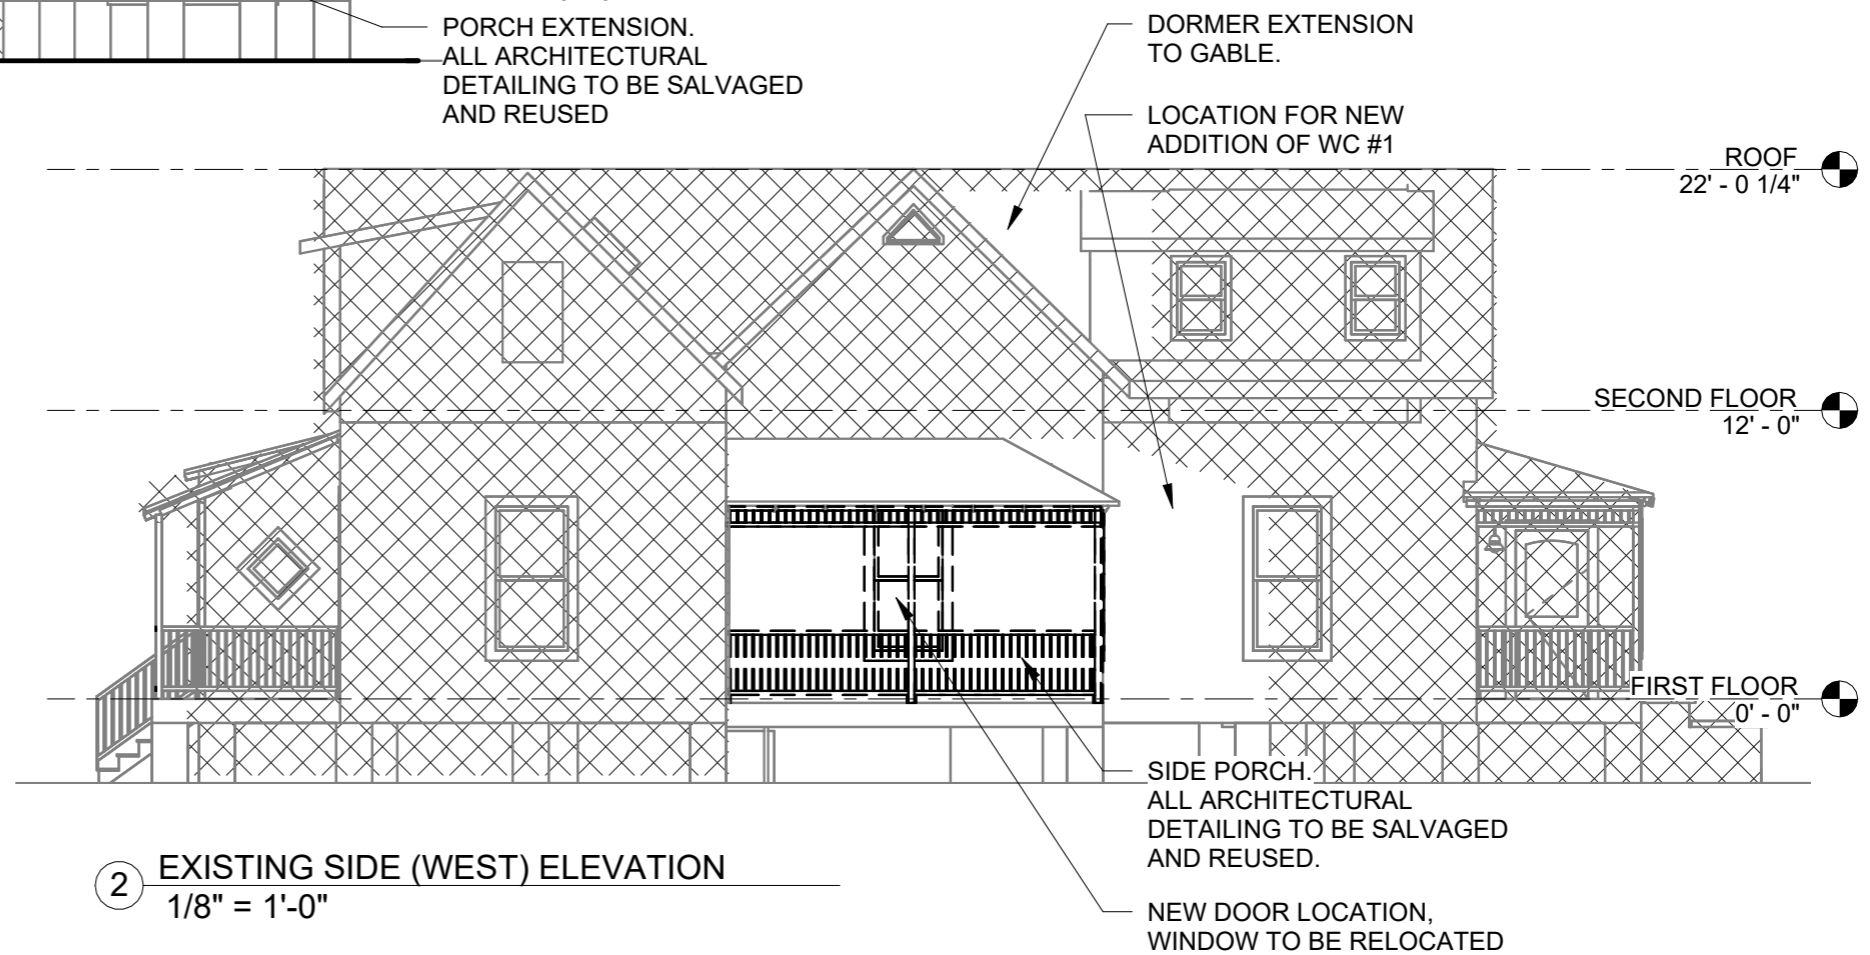 PORCH EXTENSION.
ALL ARCHITECTURAL
DETAILING TO BE SALVAGED
AND REUSED
DORMER EXTENSION
TO GABLE.
LOCATION FOR NEW
ADDITION OF WC #1
ROOF
22' - 0 1/4"
SECOND FLOOR
12' - 0"
FIRST FLOOR
0' - 0"
SIDE PORCH.
ALL ARCHITECTURAL
DETAILING TO BE SALVAGED
AND REUSED.
NEW DOOR LOCATION,
WINDOW TO BE RELOCATED
2 EXISTING SIDE (WEST) ELEVATION
1/8" = 1'-0"